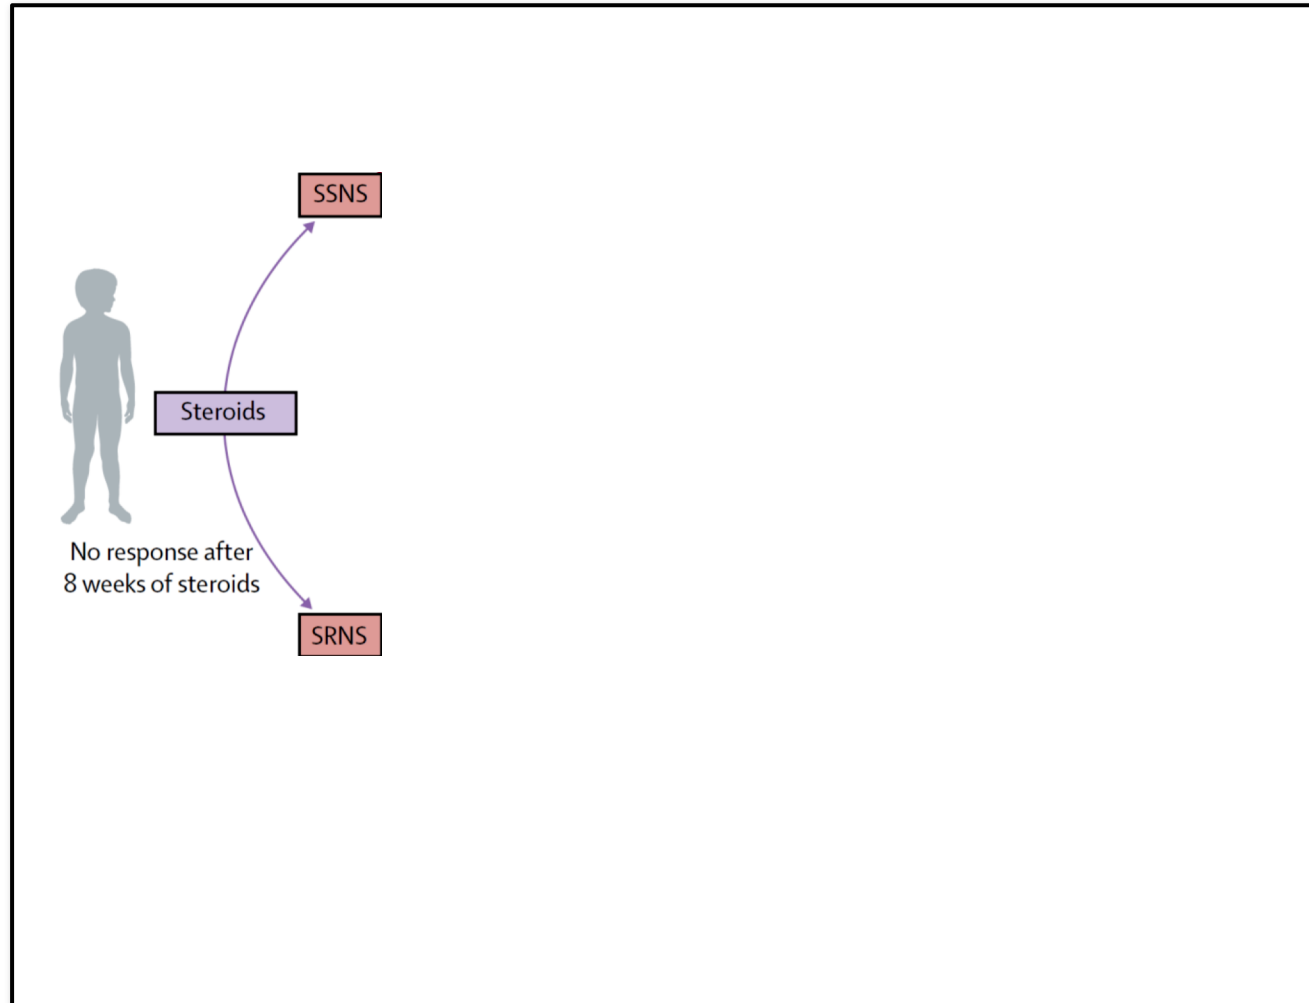 SSNS
Steroids
No response after
8 weeks of steroids
SRNS